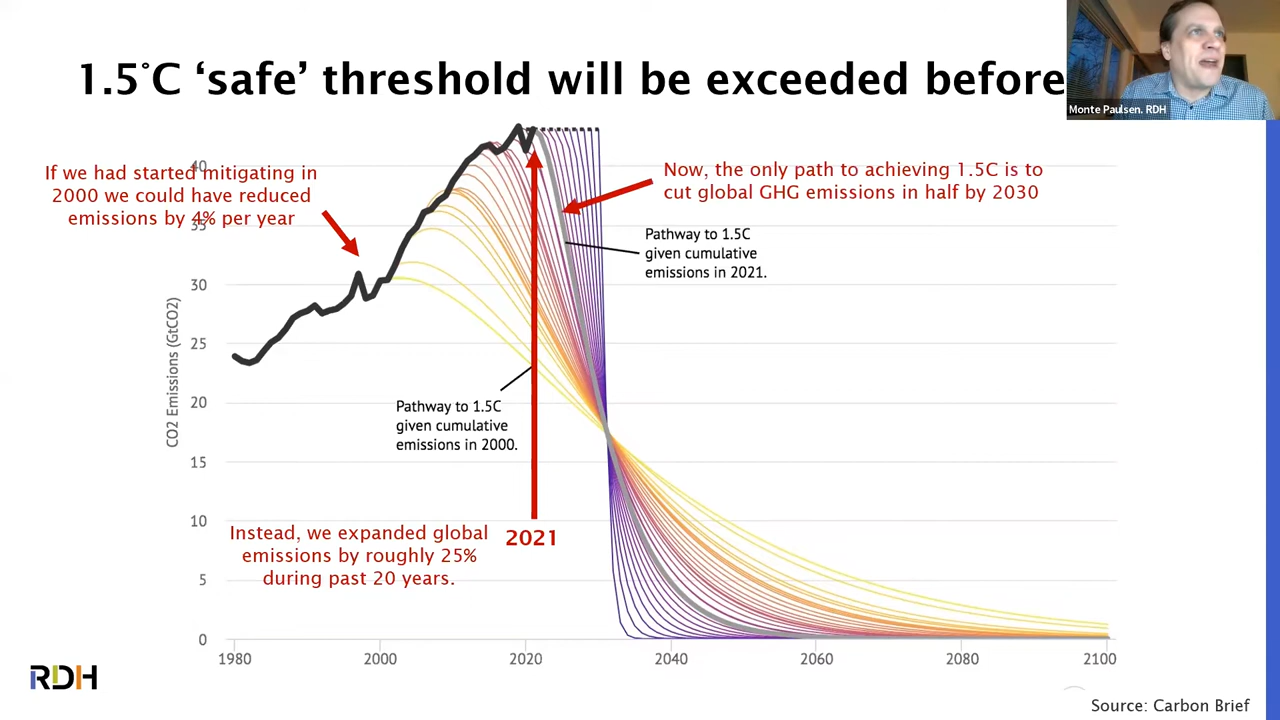 1.5°C ‘safe’ threshold will be exceeded before
Monte Paulsen. RDH
If we had started mitigating in
2000 we could have reduced
emissions by 4% per year
Now, the only path to achieving 1.5C is to
cut global GHG emissions in half by 2030
Pathway to 1.5C
given cumulative
emissions in 2021.
Pathway to 1.5C
given cumulative
emissions in 2000.
Instead, we expanded global
emissions by roughly 25%
during past 20 years.
2021
CO2 Emissions (GtCO2)
40
35
30
25
20
15
10
5
0
1980
2000
2020
2040
2060
2080
2100
RDH
Source: Carbon Brief